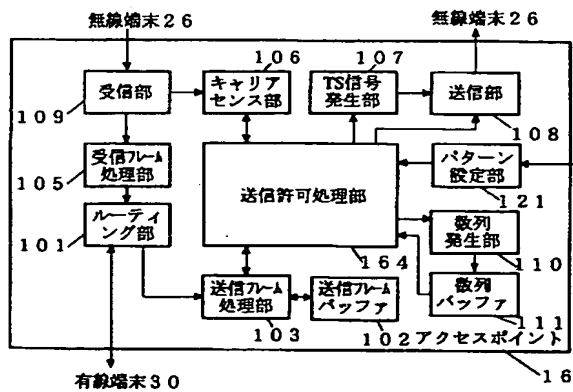 無線端末26
無線端末26
106
107
受信部
キャリア
センス部
TS信号
発生部
送信部
109
108
受信フレーム
処理部
送信許可処理部
パターン
設定部
105
121
ルーティ
ング部
数列
発生部
101
164
110
送信フレーム
処理部
送信フレーム
バッファ
数列
バッファ
111
103
102
アクセスポイント
16
有線端末30